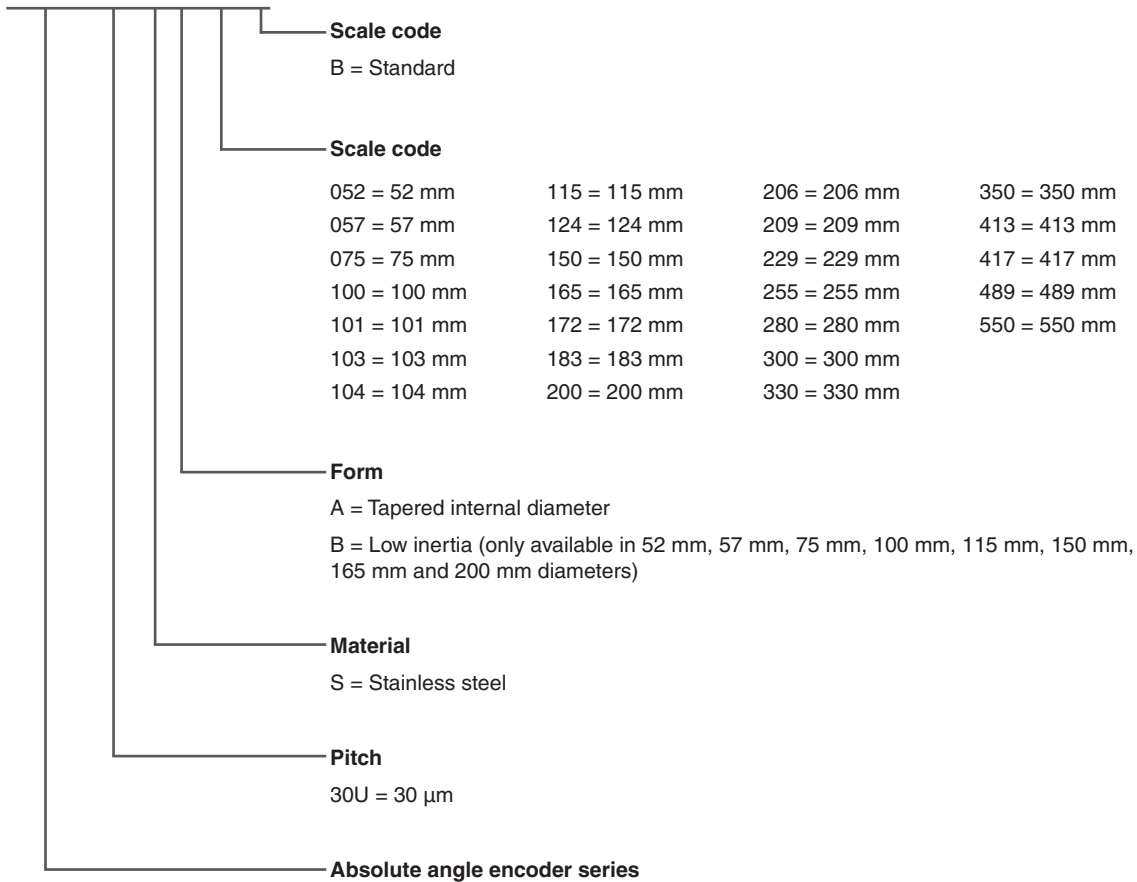 Scale code
B = Standard
Scale code
052 = 52 mm 115 = 115 mm 206 = 206 mm 350 = 350 mm
057 = 57 mm 124 = 124 mm 209 = 209 mm 413 = 413 mm
075 = 75 mm 150 = 150 mm 229 = 229 mm 417 = 417 mm
100 = 100 mm 165 = 165 mm 255 = 255 mm 489 = 489 mm
101 = 101 mm 172 = 172 mm 280 = 280 mm 550 = 550 mm
103 = 103 mm 183 = 183 mm 300 = 300 mm
104 = 104 mm 200 = 200 mm 330 = 330 mm
Form
A = Tapered internal diameter
B = Low inertia (only available in 52 mm, 57 mm, 75 mm, 100 mm, 115 mm, 150 mm,
165 mm and 200 mm diameters)
Material
S = Stainless steel
Pitch
30U = 30 µm
Absolute angle encoder series